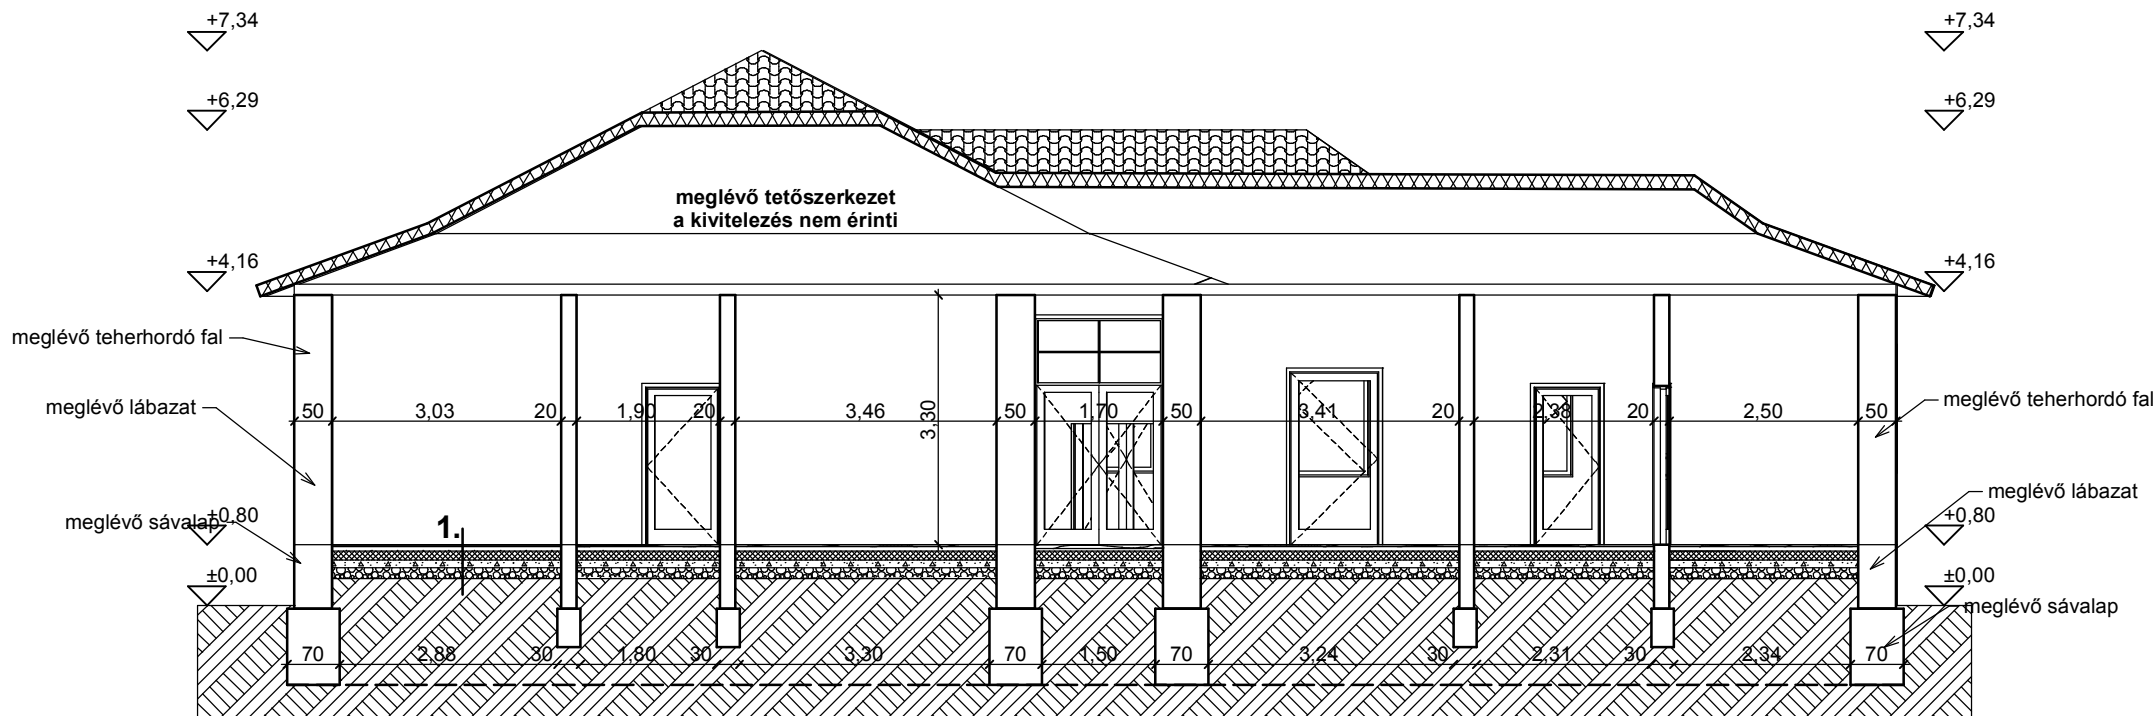 +7,34
+7,34
+6,29
+6,29
meglévő tetőszerkezet
a kivitelezés nem érinti
+4,16
+4,16
meglévő teherhordó fal
meglévő teherhordó fal
meglévő lábazat
50 3,03 20 1,90 20 3,46 50 1,70 50 3,41 20 2,38 20 2,50 50
3,30
meglévő lábazat
meglévő sávalap
+0,80
1.
+0,80
±0,00
±0,00
meglévő sávalap
70 2,88 30 1,80 30 3,30 70 1,50 70 3,24 30 2,31 30 2,34 70